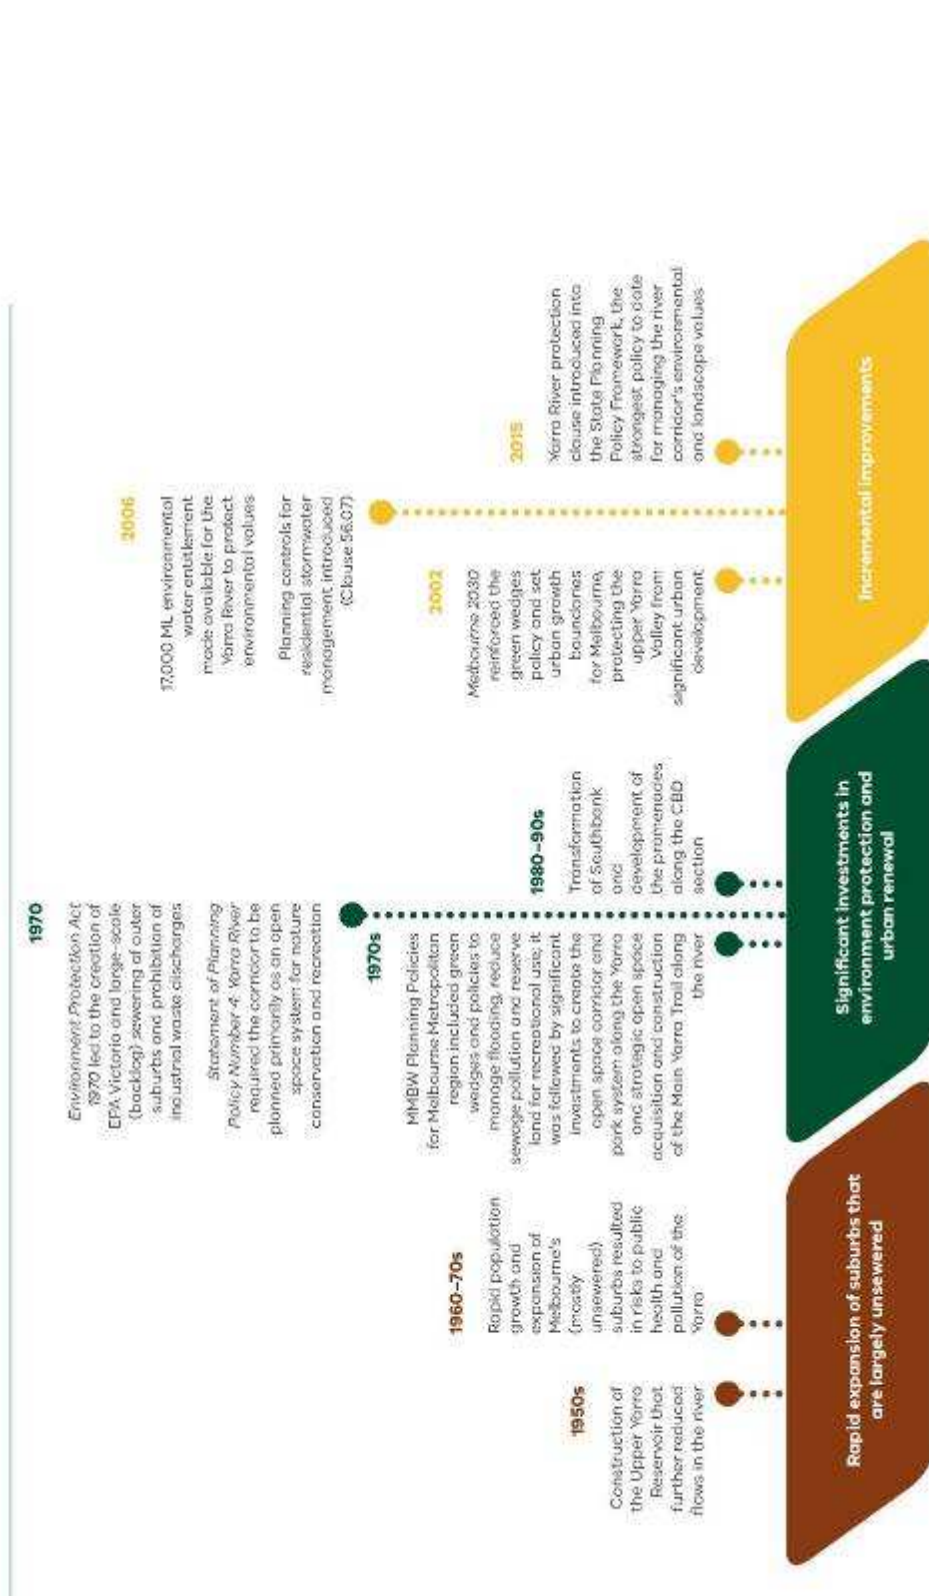 1950s
Construction of
the Upper Yarra
Reservoir that
further reduced
flows in the river
1960–70s
Rapid population
growth and
expansion of
Melbourne's
(mostly
unsewered)
suburbs resulted
in risks to public
health and
pollution of the
Yarra
Rapid expansion of suburbs that
are largely unsewered
1970
Environment Protection Act
1970 led to the creation of
EPA Victoria and large-scale
(backlog) sewering of outer
suburbs and prohibition of
industrial waste discharges
Statement of Planning
Policy Number 4: Yarra River
required the corridor to be
planned primarily as an open
space system for nature
conservation and recreation
1970s
MMBW Planning Policies
for Melbourne Metropolitan
region included green
wedges and policies to
manage flooding, reduce
sewage pollution and reserve
land for recreational use; it
was followed by significant
investments to create the
open space corridor and
park system along the Yarra
and strategic open space
acquisition and construction
of the Main Yarra Trail along
the river
1980–90s
Transformation
of Southbank
and
development of
the promenades
along the CBD
section
Significant investments in
environment protection and
urban renewal
2002
Melbourne 2030
reinforced the
green wedges
policy and set
urban growth
boundaries
for Melbourne,
protecting the
upper Yarra
Valley from
significant urban
development
2006
17,000 ML environmental
water entitlement
made available for the
Yarra River to protect
environmental values
Planning controls for
residential stormwater
management introduced
(Clause 56.07)
2015
Yarra River protection
clause introduced into
the State Planning
Policy Framework, the
strongest policy to date
for managing the river
corridor's environmental
and landscape values
Incremental improvements